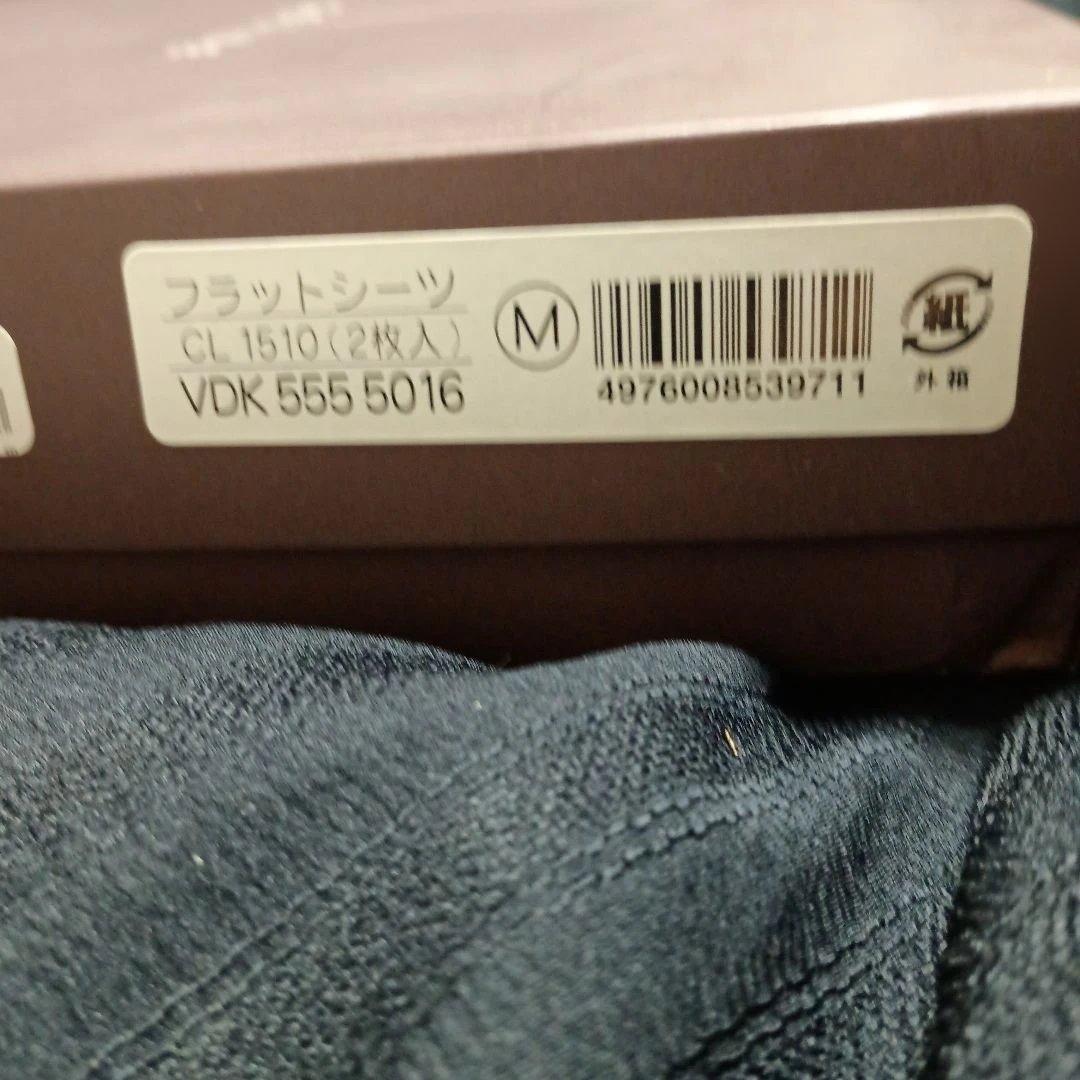 フラットシーツ
CL 1510(2枚入)
VDK 555 5016
M
4976008539711
紙
外箱